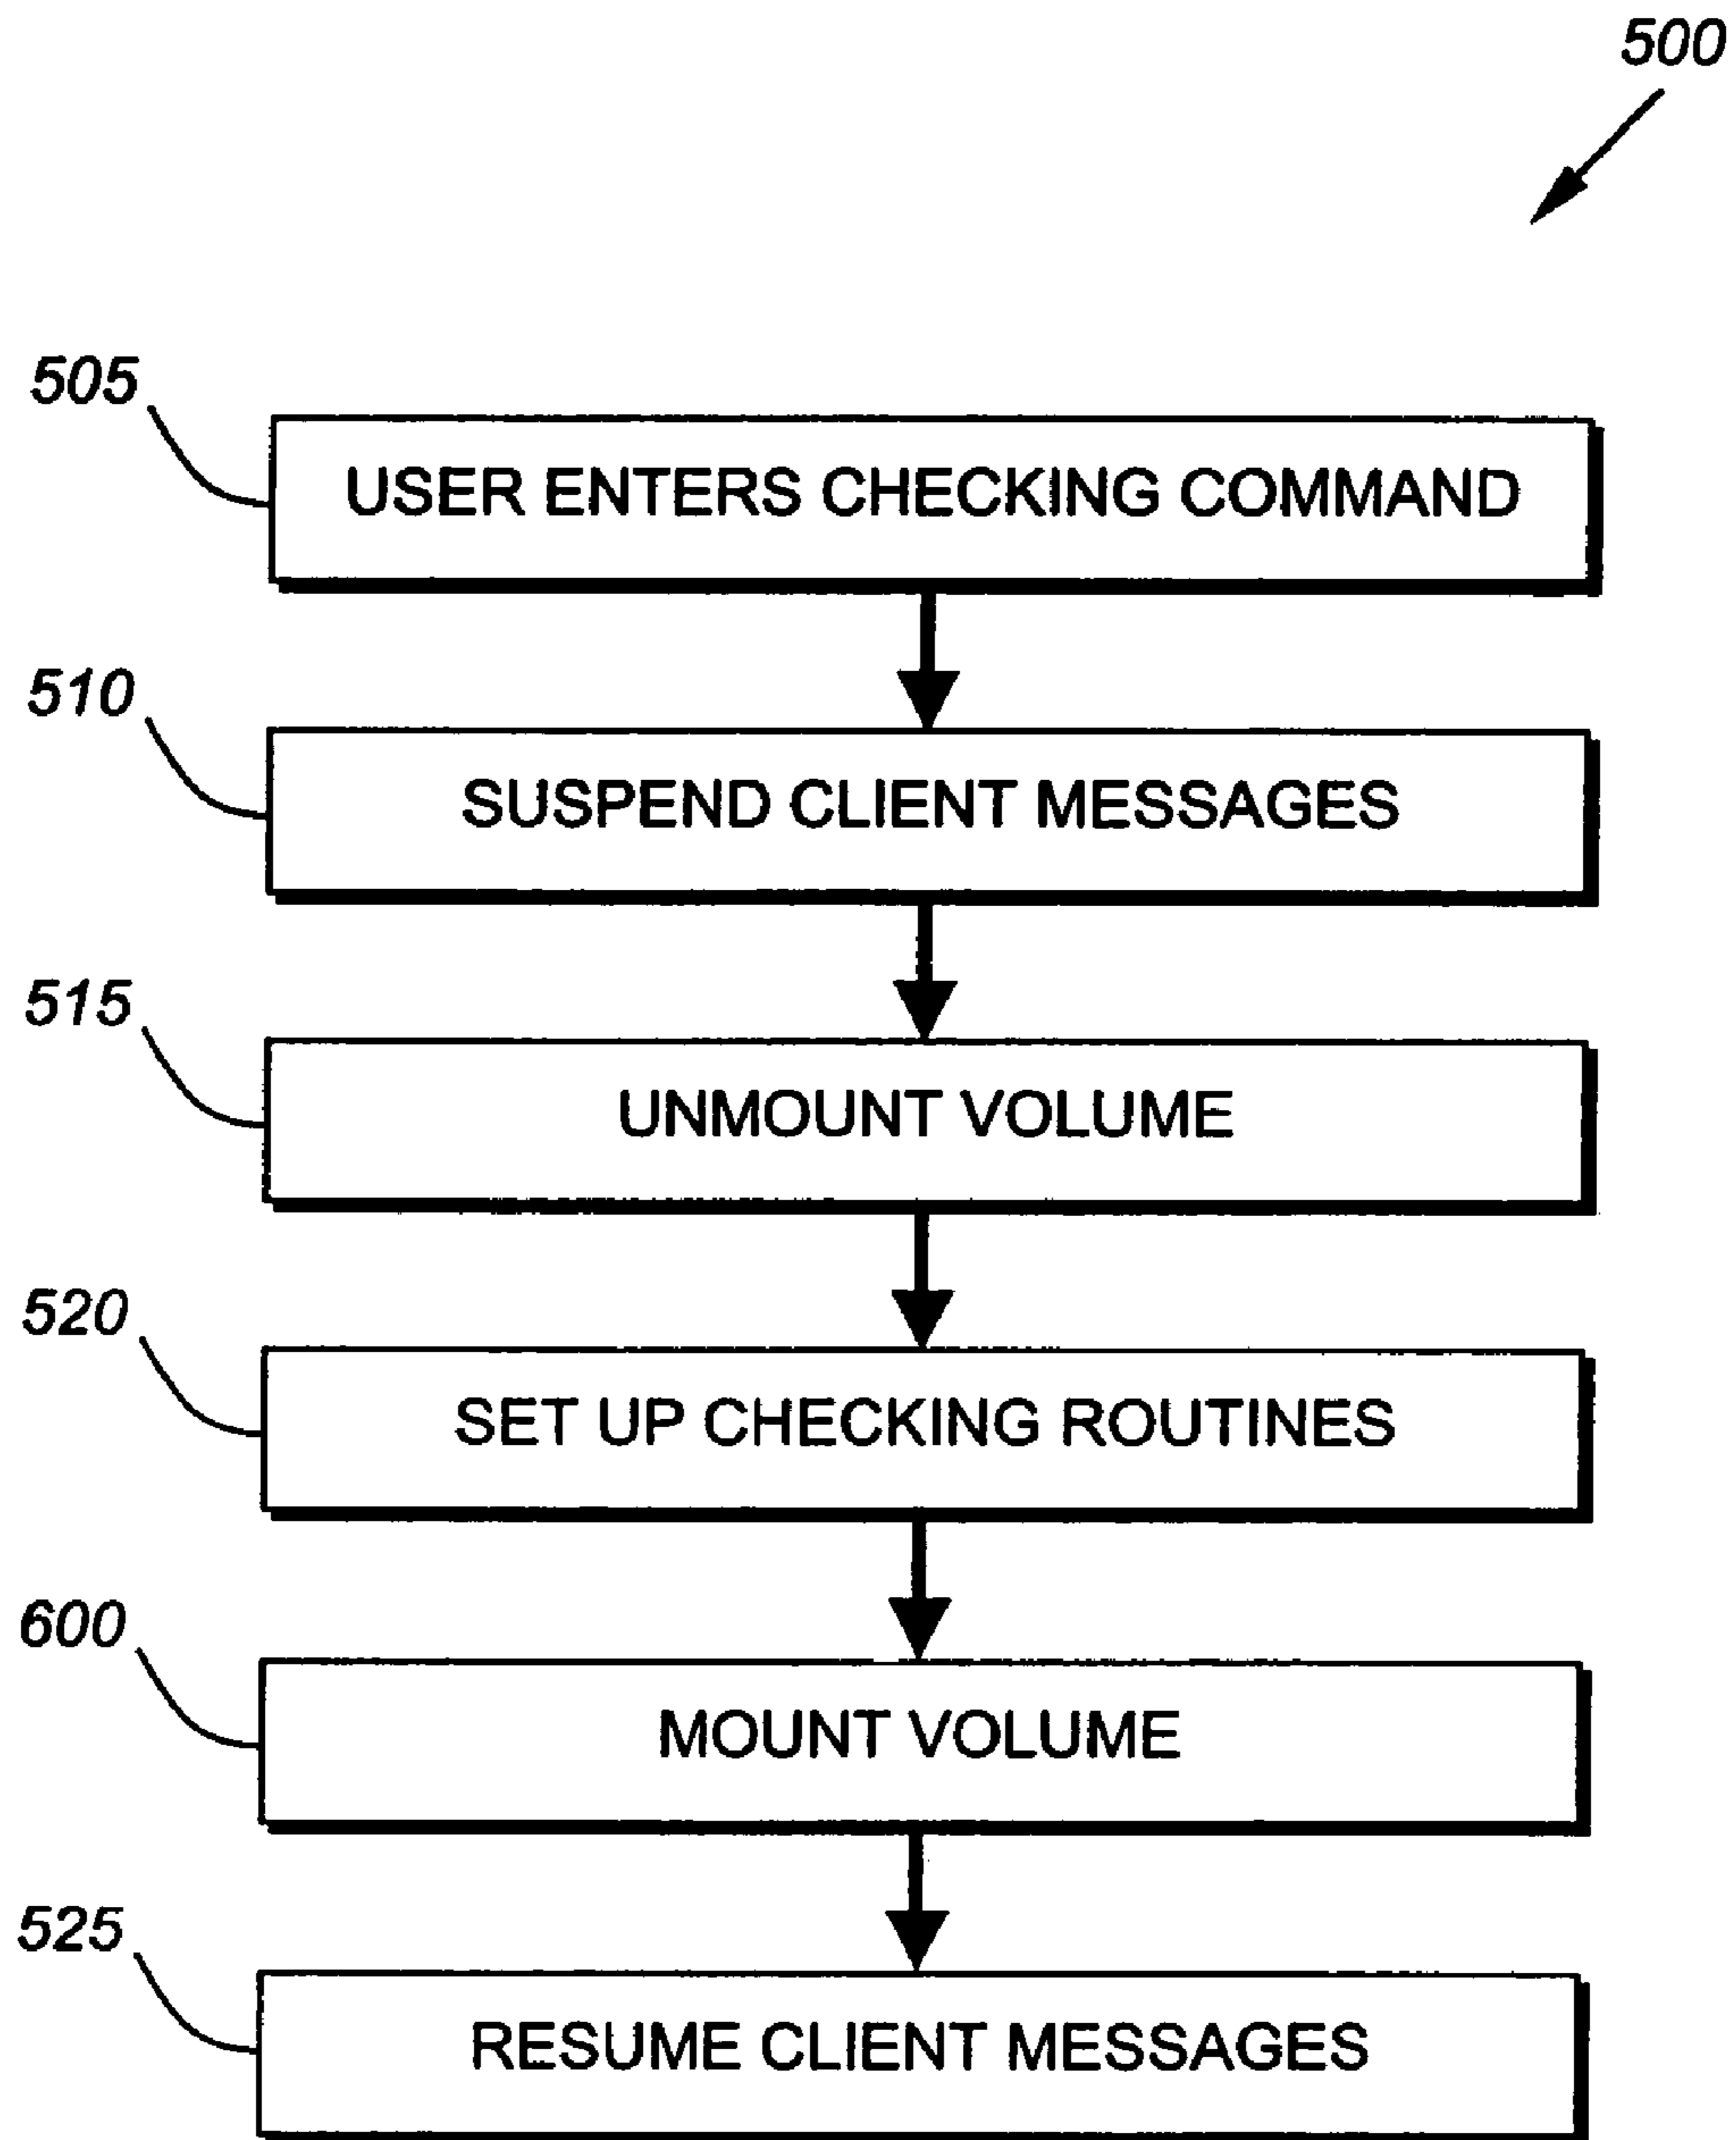 500
505
USER ENTERS CHECKING COMMAND
510
SUSPEND CLIENT MESSAGES
515
UNMOUNT VOLUME
520
SET UP CHECKING ROUTINES
600
MOUNT VOLUME
525
RESUME CLIENT MESSAGES